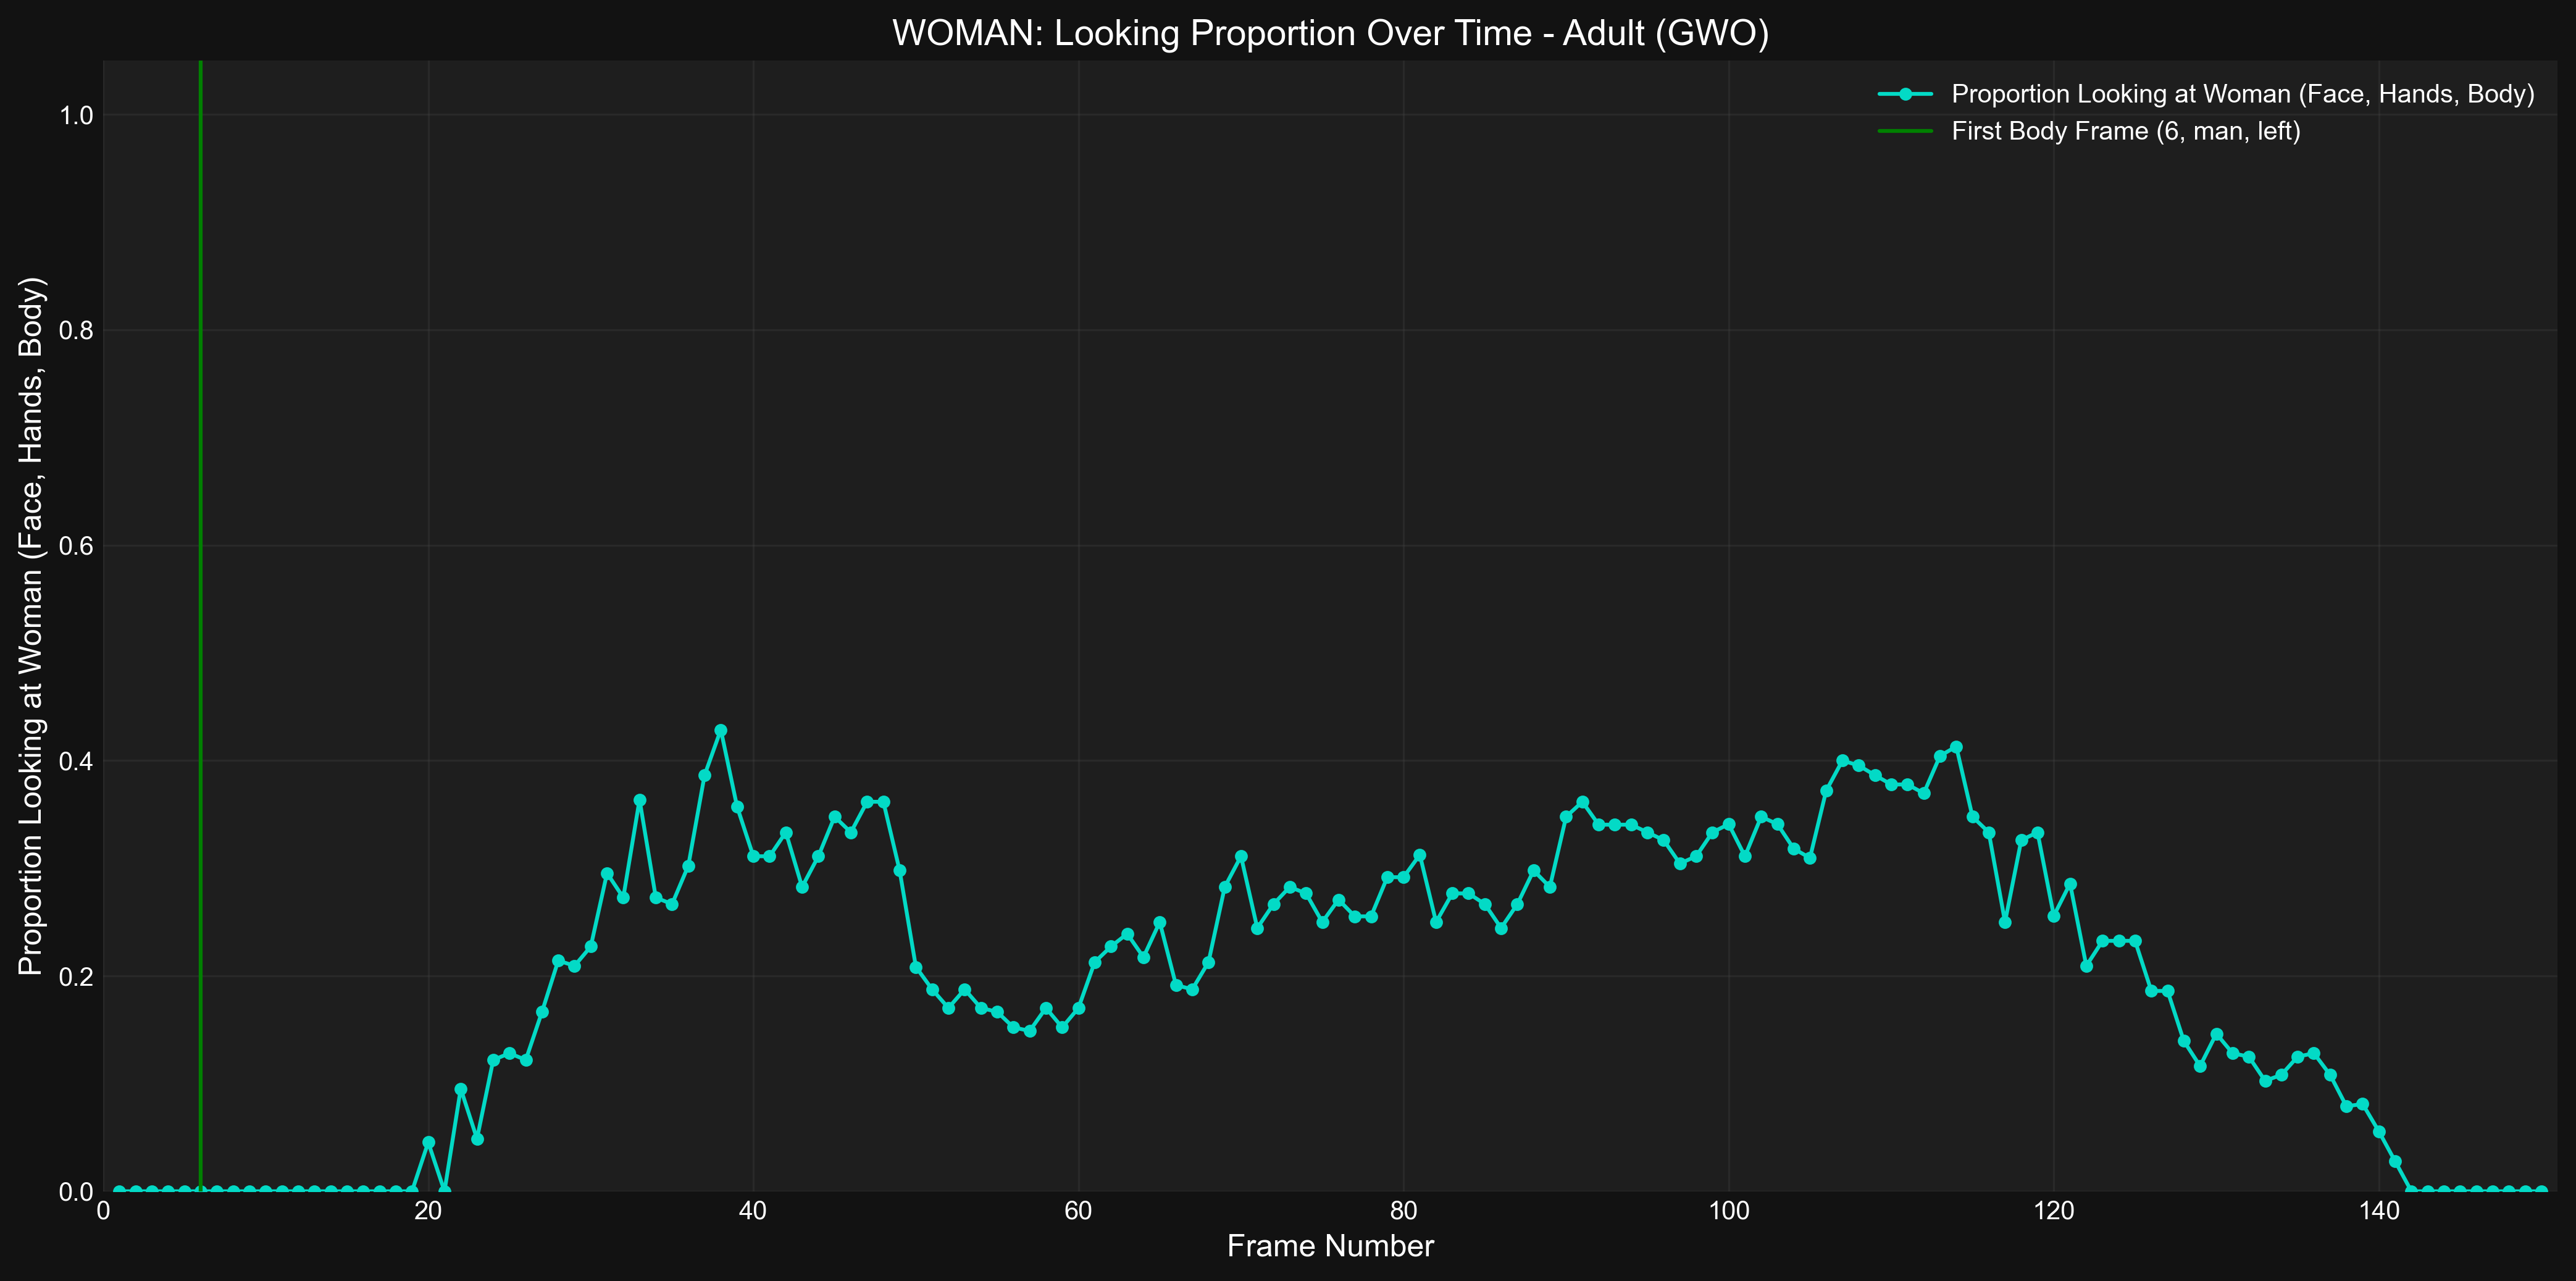 WOMAN: Looking Proportion Over Time - Adult (GWO)
Proportion Looking at Woman (Face, Hands, Body)
First Body Frame (6, man, left)
Proportion Looking at Woman (Face, Hands, Body)
1.0
0.8
0.6
0.4
0.2
0.0
0 20 40 60 80 100 120 140
Frame Number